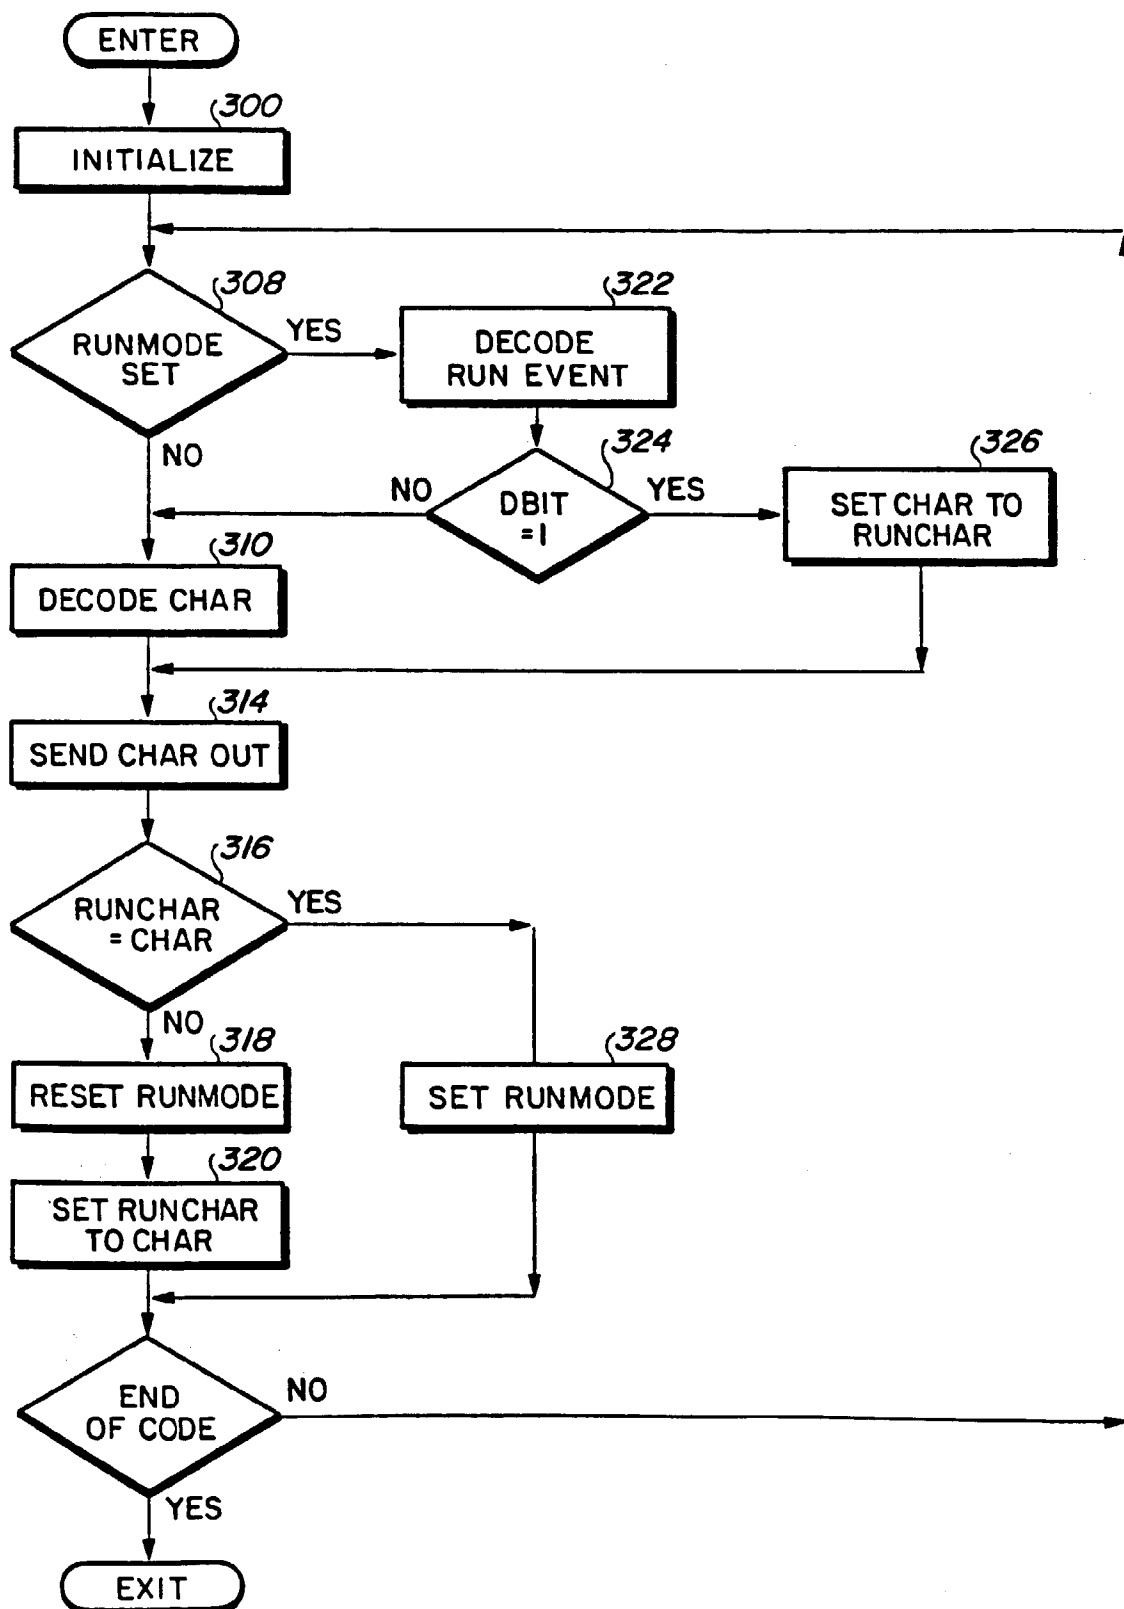 ENTER
300
INITIALIZE
308
RUNMODE
SET
YES
NO
322
DECODE
RUN EVENT
324
DBIT
=1
NO
YES
326
SET CHAR TO
RUNCHAR
310
DECODE CHAR
314
SEND CHAR OUT
316
RUNCHAR
=CHAR
YES
NO
318
RESET RUNMODE
328
SET RUNMODE
320
SET RUNCHAR
TO CHAR
END
OF CODE
NO
YES
EXIT